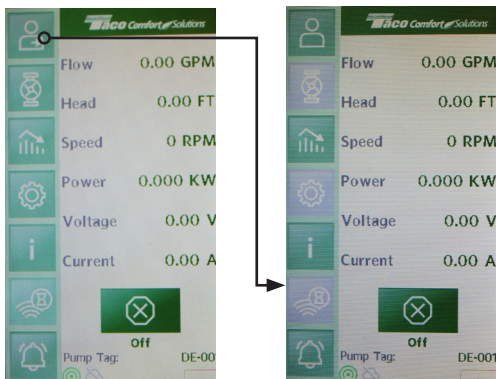 Taco Comfort Solutions
Flow 0.00 GPM
Head 0.00 FT
Speed 0 RPM
Power 0.000 KW
Voltage 0.00 V
i
Current 0.00 A
Off
Pump Tag: DE-001
Taco Comfort Solutions
Flow 0.00 GPM
Head 0.00 FT
Speed 0 RPM
Power 0.000 KW
Voltage 0.00 V
i
Current 0.00 A
Off
Pump Tag: DE-001